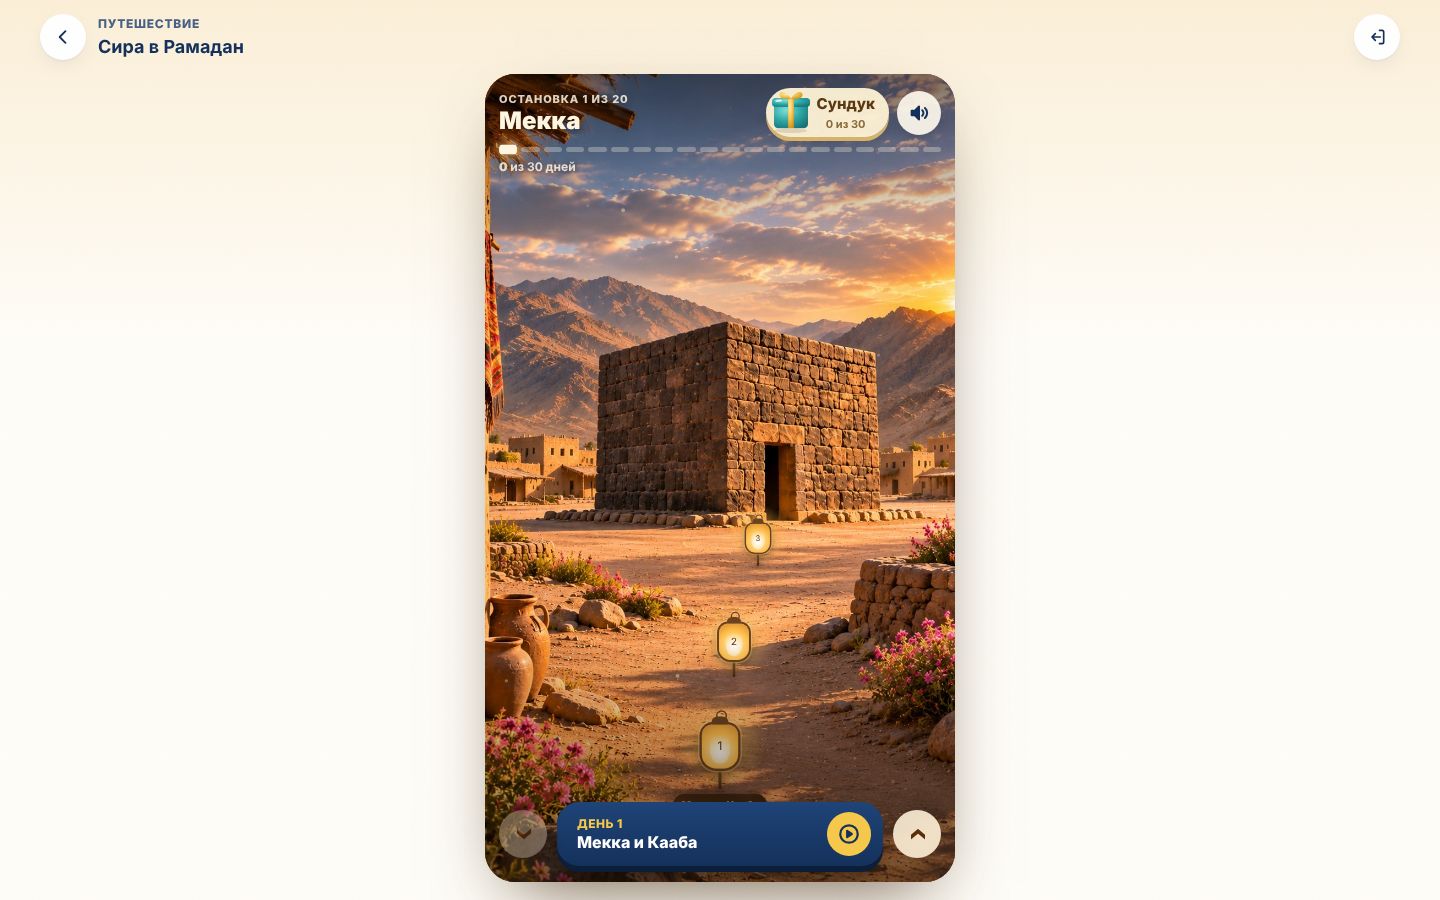 ПУТЕШЕСТВИЕ
Сира в Рамадан
ОСТАНОВКА 1 ИЗ 20
Мекка
Сундук
0 из 30
0 из 30 дней
3
2
1
ДЕНЬ 1
Мекка и Кааба